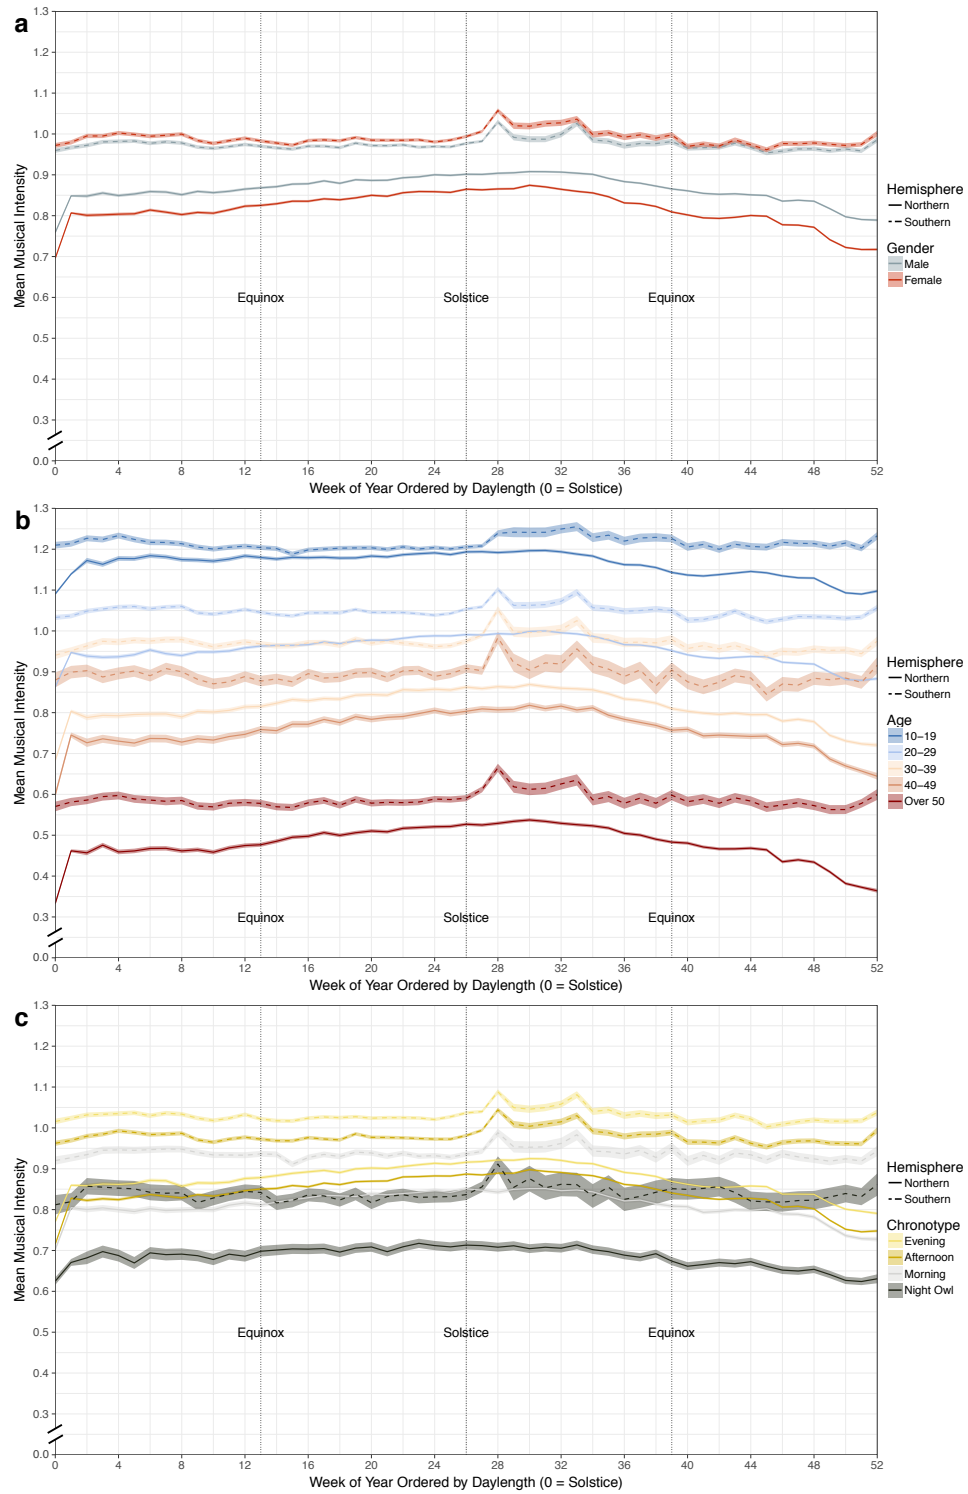 a
1.3
1.2
1.1
1.0
0.9
0.8
0.7
0.6
0.5
0.4
0.3
0.0
Mean Musical Intensity
Equinox Solstice Equinox
0 4 8 12 16 20 24 28 32 36 40 44 48 52
Week of Year Ordered by Daylength (0 = Solstice)
Hemisphere
Northern
Southern
Gender
Male
Female
b
1.3
1.2
1.1
1.0
0.9
0.8
0.7
0.6
0.5
0.4
0.3
0.0
Mean Musical Intensity
Equinox Solstice Equinox
0 4 8 12 16 20 24 28 32 36 40 44 48 52
Week of Year Ordered by Daylength (0 = Solstice)
Hemisphere
Northern
Southern
Age
10−19
20−29
30−39
40−49
Over 50
c
1.3
1.2
1.1
1.0
0.9
0.8
0.7
0.6
0.5
0.4
0.3
0.0
Mean Musical Intensity
Equinox Solstice Equinox
0 4 8 12 16 20 24 28 32 36 40 44 48 52
Week of Year Ordered by Daylength (0 = Solstice)
Hemisphere
Northern
Southern
Chronotype
Evening
Afternoon
Morning
Night Owl